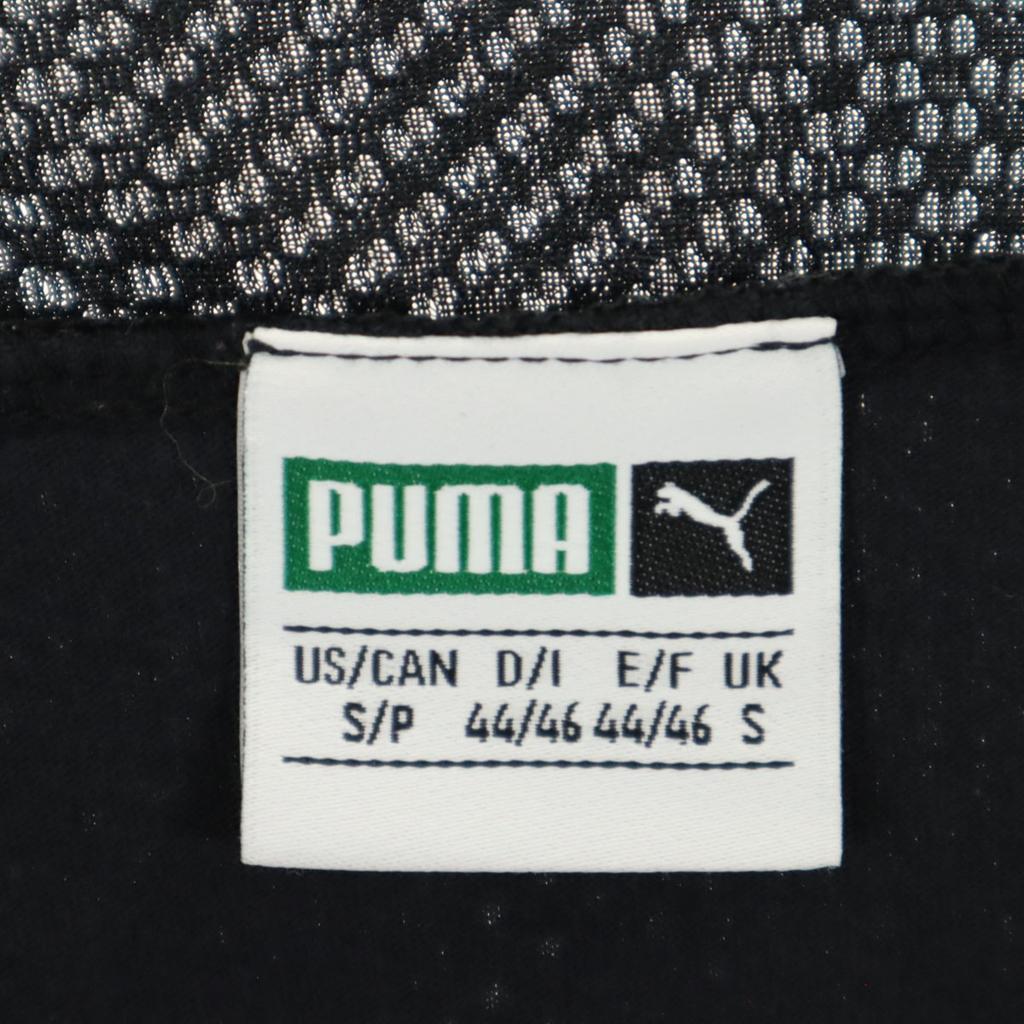 PUMA
US/CAN D/I E/F UK
S/P 44/46 44/46 S